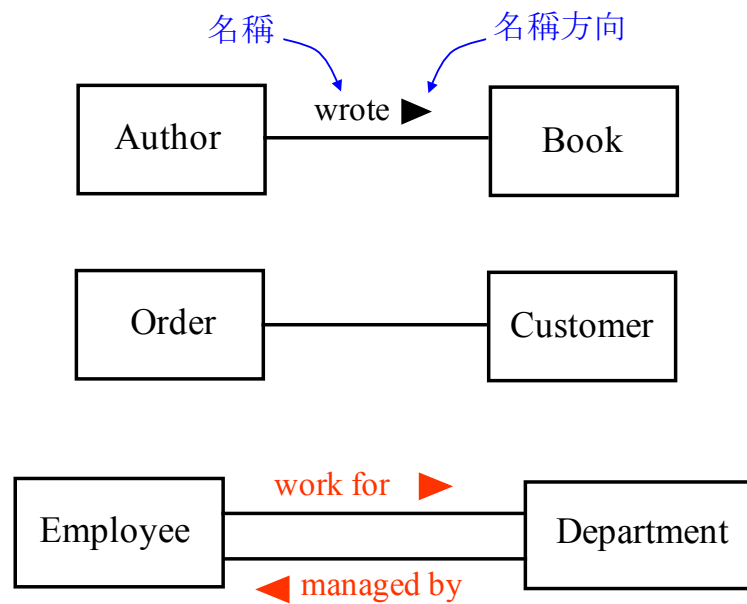 名稱
名稱方向
wrote ▶
Author
Book
Order
Customer
work for ▶
Employee
Department
◀ managed by